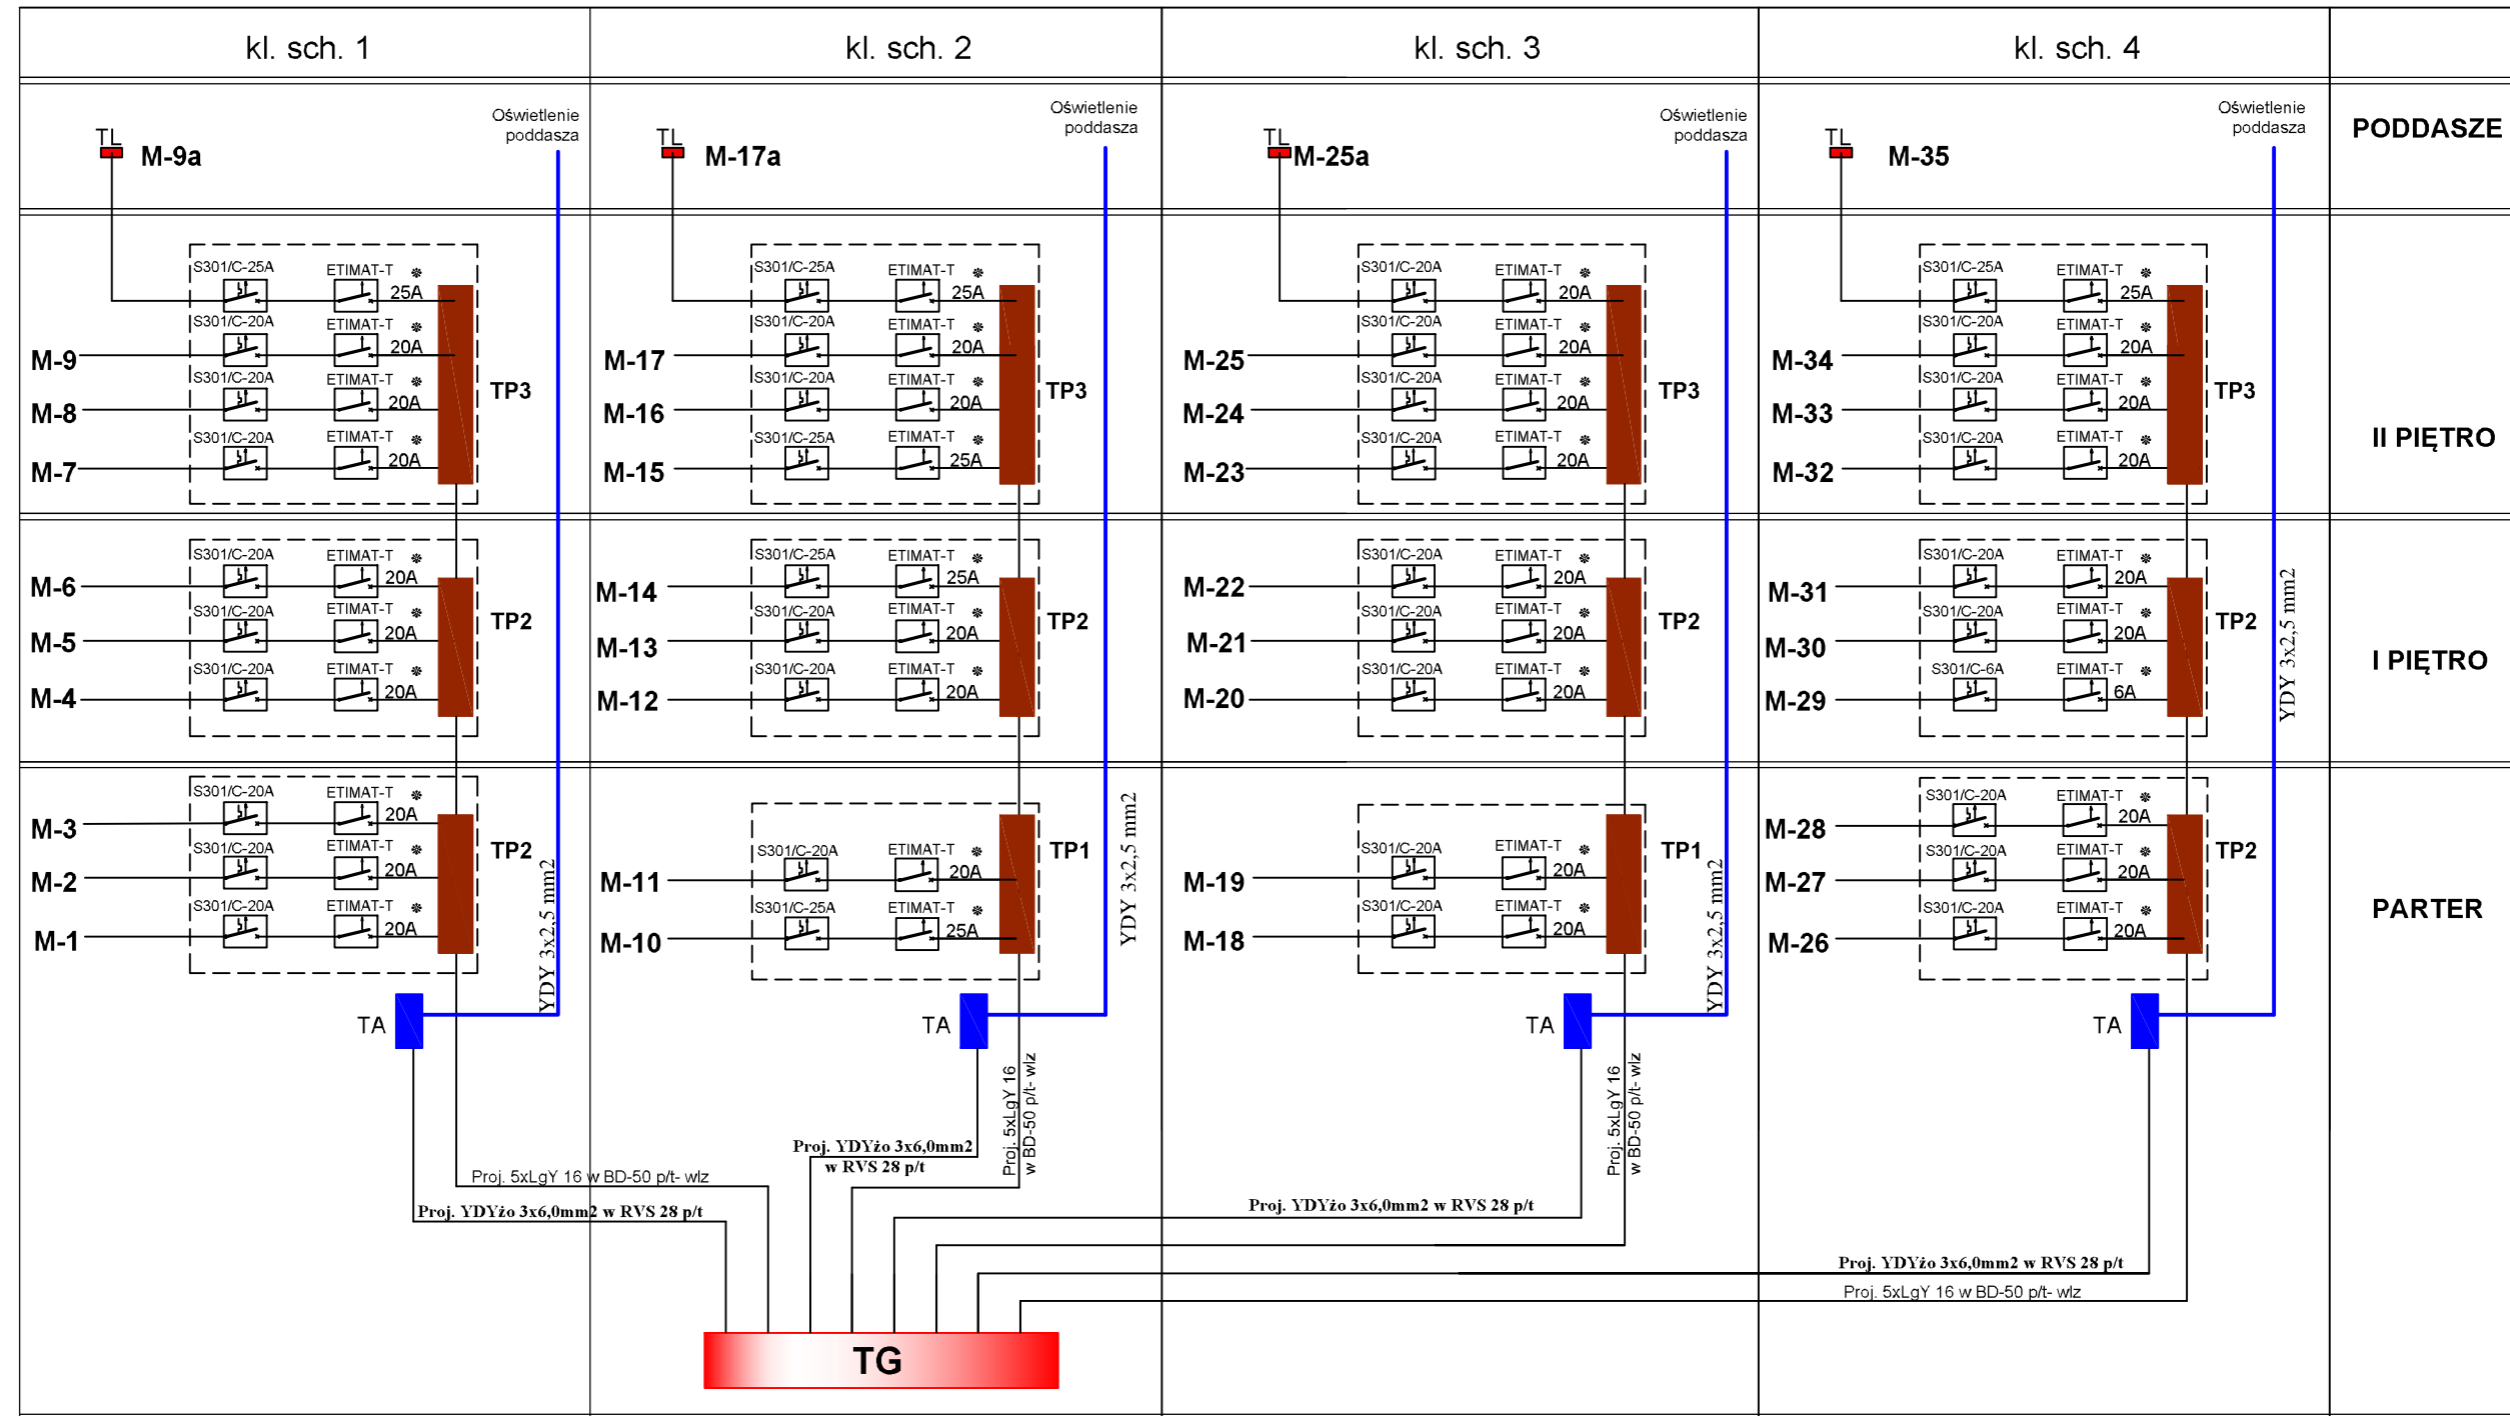 kl. sch. 1
kl. sch. 2
kl. sch. 3
kl. sch. 4
Oświetlenie
poddasza
TL
M-9a
Oświetlenie
poddasza
TL
M-17a
Oświetlenie
poddasza
TL
M-25a
Oświetlenie
poddasza
TL
M-35
PODDASZE
S301/C-25A ETIMAT-T *
25A
S301/C-20A ETIMAT-T *
M-9 20A
S301/C-20A ETIMAT-T *
M-8 20A
S301/C-20A ETIMAT-T *
M-7 20A
TP3
S301/C-25A ETIMAT-T *
25A
S301/C-20A ETIMAT-T *
M-17 20A
S301/C-20A ETIMAT-T *
M-16 20A
S301/C-25A ETIMAT-T *
M-15 25A
TP3
S301/C-20A ETIMAT-T *
20A
S301/C-20A ETIMAT-T *
M-25 20A
S301/C-20A ETIMAT-T *
M-24 20A
S301/C-20A ETIMAT-T *
M-23 20A
TP3
S301/C-25A ETIMAT-T *
25A
S301/C-20A ETIMAT-T *
M-34 20A
S301/C-20A ETIMAT-T *
M-33 20A
S301/C-20A ETIMAT-T *
M-32 20A
TP3
II PIĘTRO
S301/C-20A ETIMAT-T *
M-6 20A
S301/C-20A ETIMAT-T *
M-5 20A
S301/C-20A ETIMAT-T *
M-4 20A
TP2
S301/C-25A ETIMAT-T *
M-14 25A
S301/C-20A ETIMAT-T *
M-13 20A
S301/C-20A ETIMAT-T *
M-12 20A
TP2
S301/C-20A ETIMAT-T *
M-22 20A
S301/C-20A ETIMAT-T *
M-21 20A
S301/C-20A ETIMAT-T *
M-20 20A
TP2
S301/C-20A ETIMAT-T *
M-31 20A
S301/C-20A ETIMAT-T *
M-30 20A
S301/C-6A ETIMAT-T *
M-29 6A
TP2
YDY 3x2,5 mm2
I PIĘTRO
S301/C-20A ETIMAT-T *
M-3 20A
S301/C-20A ETIMAT-T *
M-2 20A
S301/C-20A ETIMAT-T *
M-1 20A
TP2
YDY 3x2,5 mm2
S301/C-20A ETIMAT-T *
M-11 20A
S301/C-25A ETIMAT-T *
M-10 25A
TP1
YDY 3x2,5 mm2
S301/C-20A ETIMAT-T *
M-19 20A
S301/C-20A ETIMAT-T *
M-18 20A
TP1
YDY 3x2,5 mm2
S301/C-20A ETIMAT-T *
M-28 20A
S301/C-20A ETIMAT-T *
M-27 20A
S301/C-20A ETIMAT-T *
M-26 20A
TP2
PARTER
TA
TA
TA
TA
Proj. 5xLgY 16
w BD-50 p/t- wlz
Proj. 5xLgY 16
w BD-50 p/t- wlz
Proj. YDYżo 3x6,0mm2
w RVS 28 p/t
Proj. 5xLgY 16 w BD-50 p/t- wlz
Proj. YDYżo 3x6,0mm2 w RVS 28 p/t
Proj. YDYżo 3x6,0mm2 w RVS 28 p/t
Proj. YDYżo 3x6,0mm2 w RVS 28 p/t
Proj. 5xLgY 16 w BD-50 p/t- wlz
TG